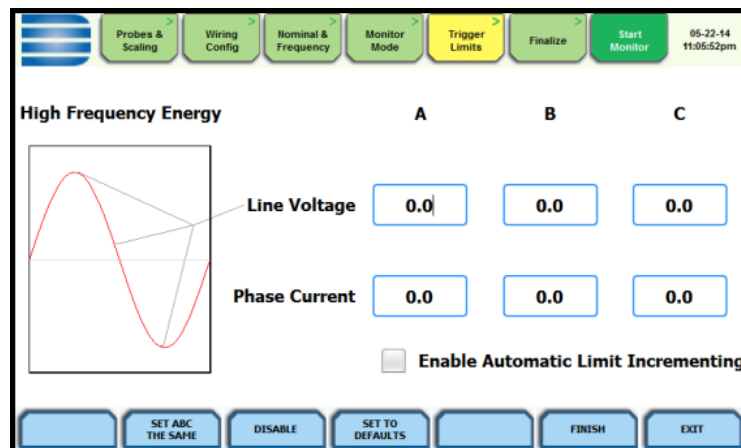 Probes &
Scaling
>
Wiring
Config
>
Nominal &
Frequency
>
Monitor
Mode
>
Trigger
Limits
>
Finalize
>
Start
Monitor
05-22-14
11:05:52pm
High Frequency Energy
A B C
Line Voltage 0.0 0.0 0.0
Phase Current 0.0 0.0 0.0
Enable Automatic Limit Incrementing
SET ABC
THE SAME
DISABLE
SET TO
DEFAULTS
FINISH
EXIT